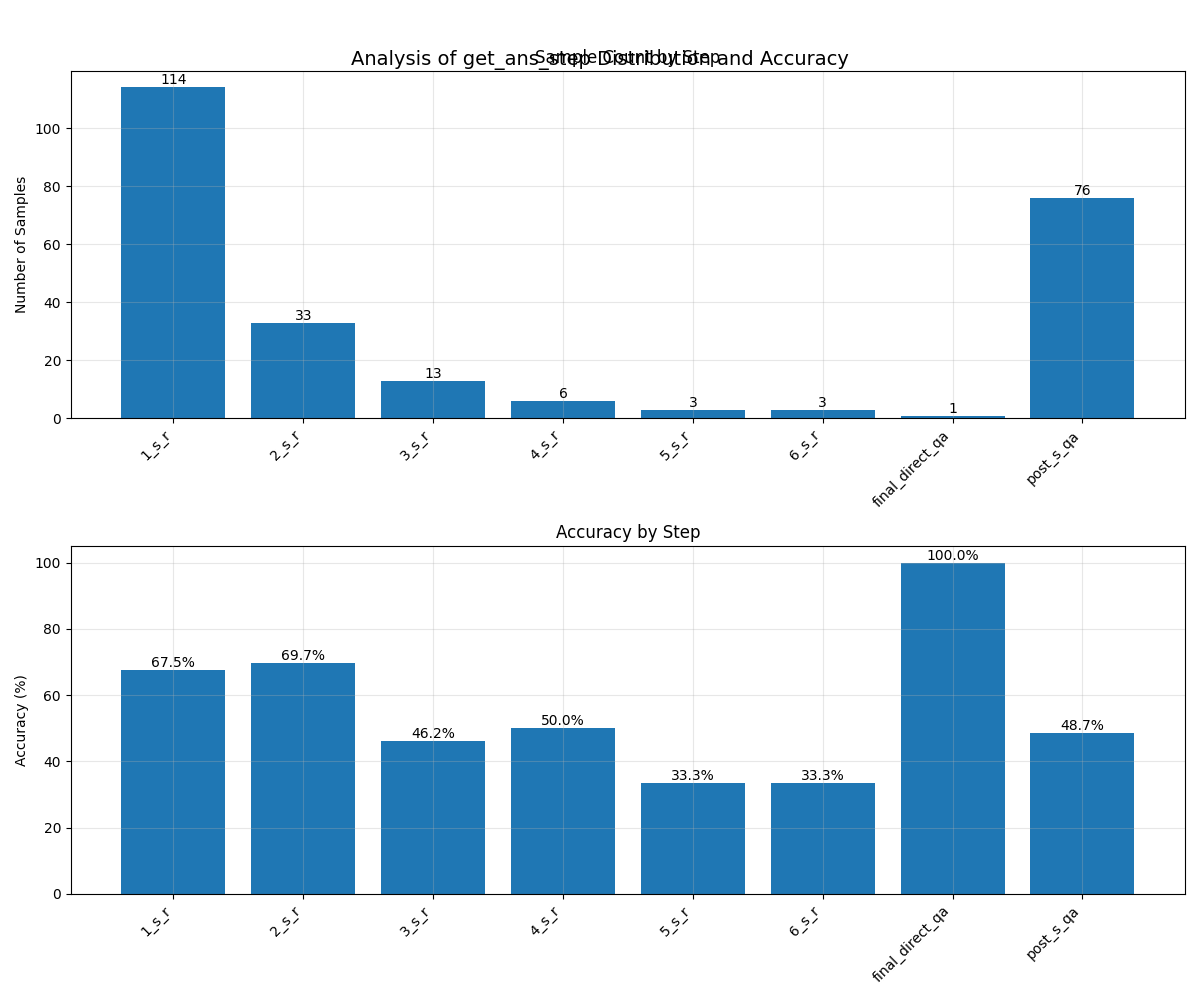 Analysis of get_ans_step Distribution and Accuracy
Sample Count by Step
114
33
13
6
3
3
1
76
100
80
60
40
20
0
Number of Samples
1_s_r
2_s_r
3_s_r
4_s_r
5_s_r
6_s_r
final_direct_qa
post_s_qa
Accuracy by Step
67.5%
69.7%
46.2%
50.0%
33.3%
33.3%
100.0%
48.7%
100
80
60
40
20
0
Accuracy (%)
1_s_r
2_s_r
3_s_r
4_s_r
5_s_r
6_s_r
final_direct_qa
post_s_qa